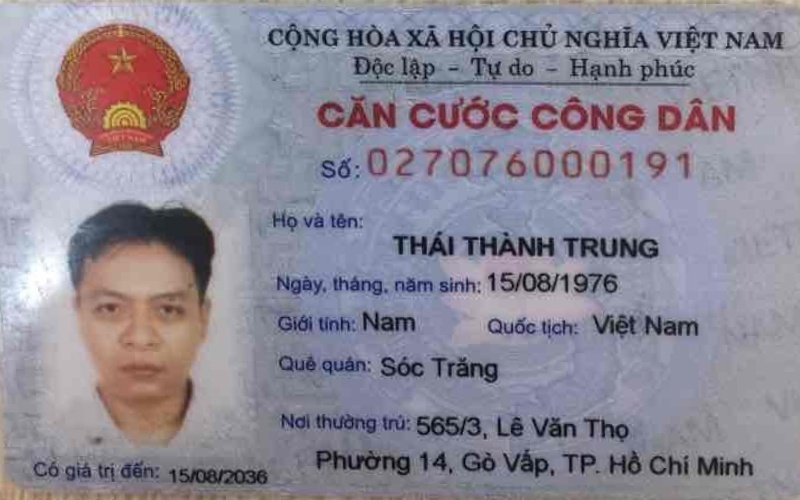 CỘNG HÒA XÃ HỘI CHỦ NGHĨA VIỆT NAM
Độc lập - Tự do - Hạnh phúc
CĂN CƯỚC CÔNG DÂN
Số: 027076000191
Họ và tên:
THÁI THÀNH TRUNG
Ngày, tháng, năm sinh: 15/08/1976
Giới tính: Nam Quốc tịch: Việt Nam
Quê quán: Sóc Trăng
Nơi thường trú: 565/3, Lê Văn Thọ
Phường 14, Gò Vấp, TP. Hồ Chí Minh
Có giá trị đến: 15/08/2036